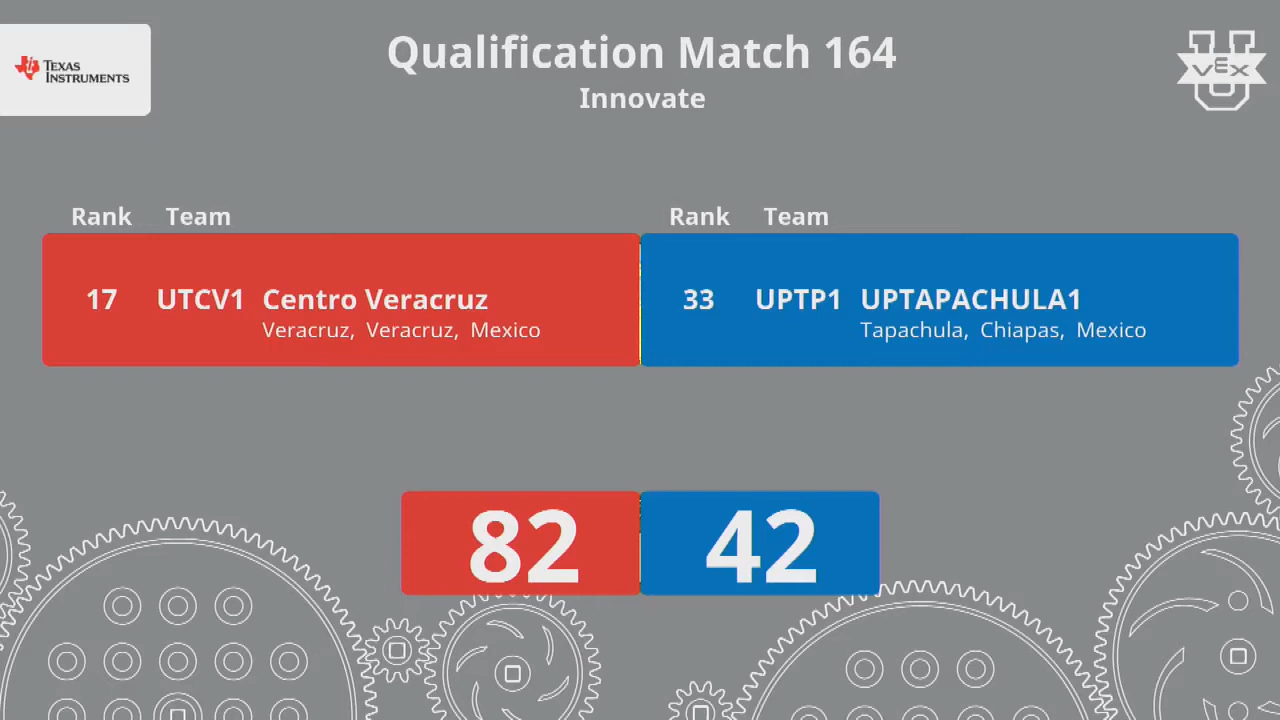 Texas Instruments
Qualification Match 164
Innovate
VEX U
Rank Team
Rank Team
17 UTCV1 Centro Veracruz
Veracruz, Veracruz, Mexico
33 UPTP1 UPTAPACHULA1
Tapachula, Chiapas, Mexico
82
42